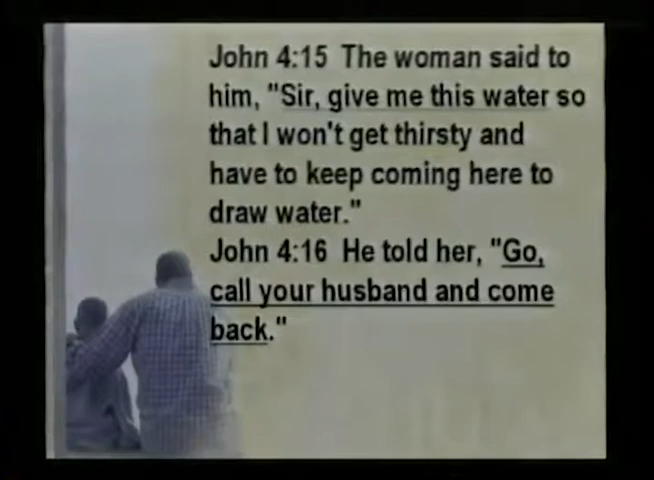 John 4:15  The woman said to
him, "Sir, give me this water so
that I won't get thirsty and
have to keep coming here to
draw water."
John 4:16  He told her, "Go,
call your husband and come
back."